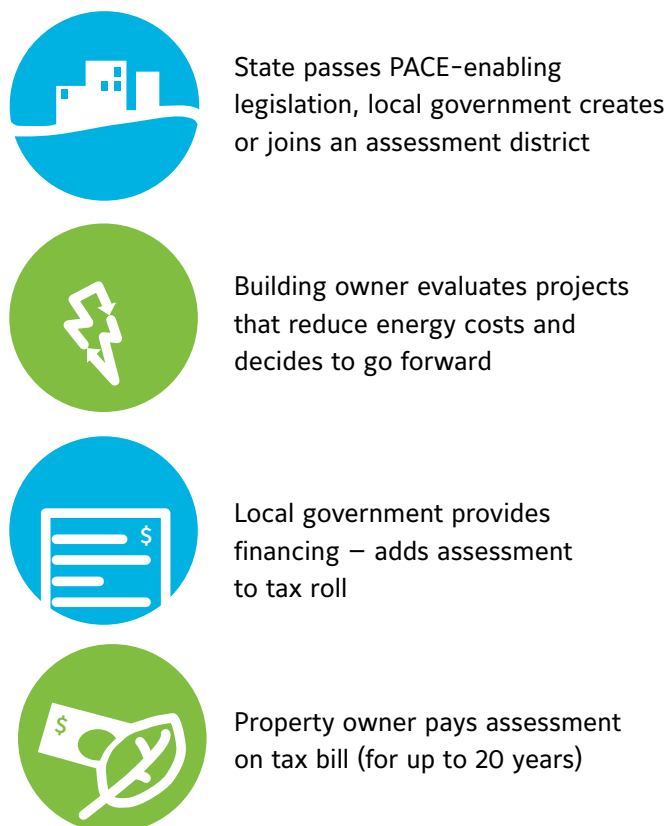 State passes PACE-enabling
legislation, local government creates
or joins an assessment district
Building owner evaluates projects
that reduce energy costs and
decides to go forward
$
Local government provides
financing – adds assessment
to tax roll
$
Property owner pays assessment
on tax bill (for up to 20 years)